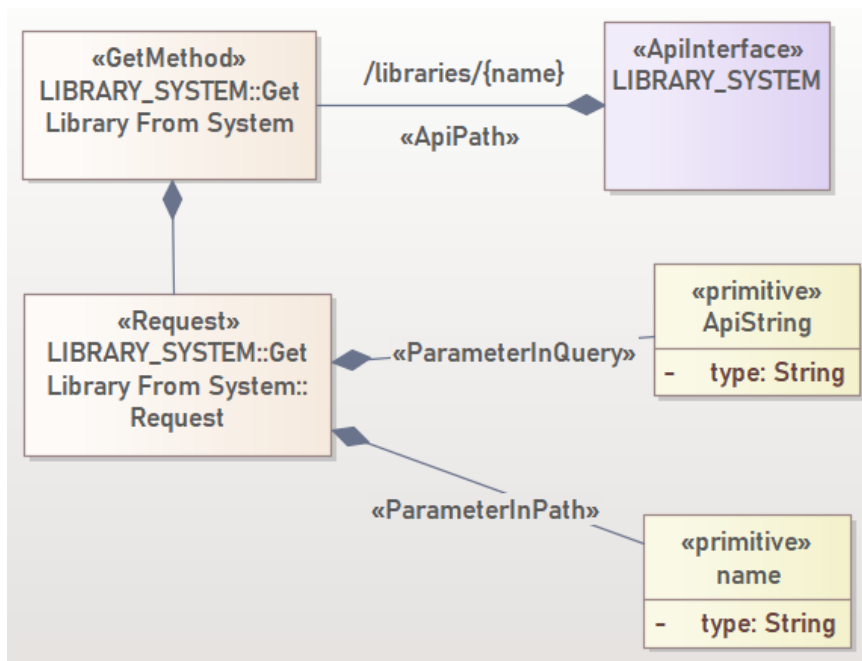 «GetMethod»
LIBRARY_SYSTEM::Get
Library From System
/libraries/{name}
«ApiPath»
«ApiInterface»
LIBRARY_SYSTEM
«Request»
LIBRARY_SYSTEM::Get
Library From System::
Request
«ParameterInQuery»
«primitive»
ApiString
- type: String
«ParameterInPath»
«primitive»
name
- type: String